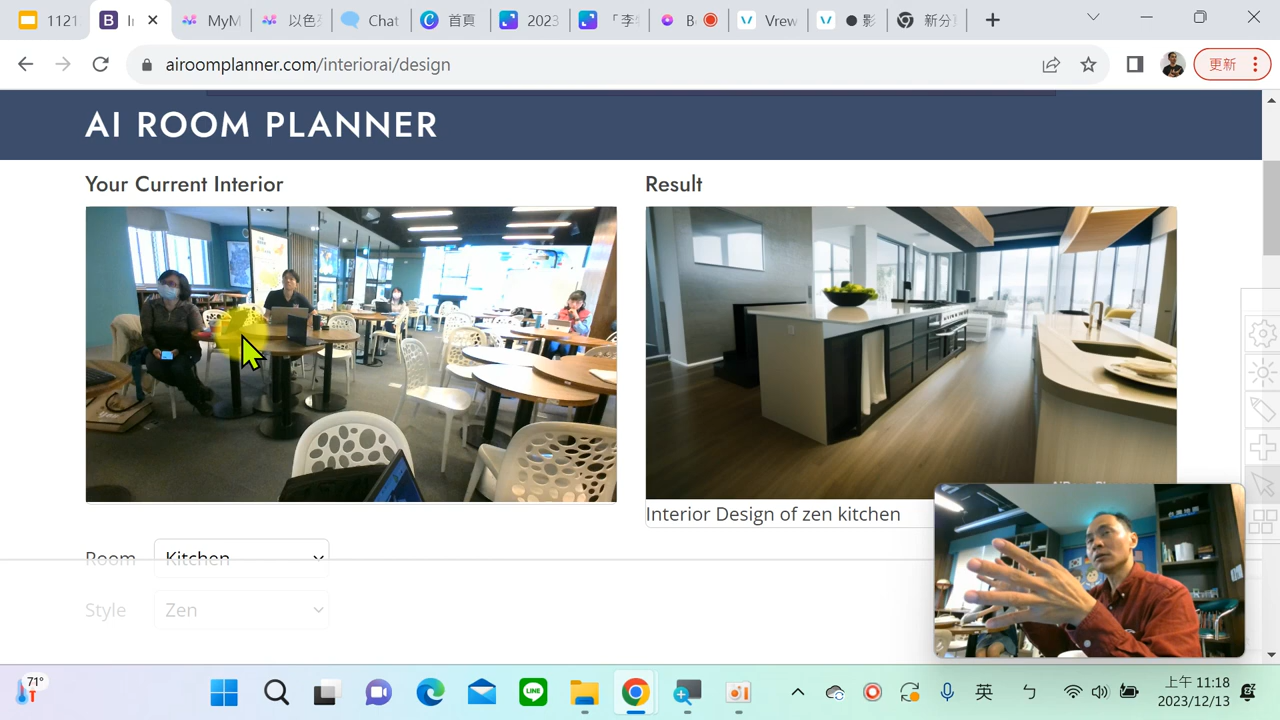 1121
I
MyM
以色
Chat
首頁
2023
「李
B
Vrew
影
新分
airoomplanner.com/interiorai/design
更新
AI ROOM PLANNER
Your Current Interior
Result
Interior Design of zen kitchen
Room
Kitchen
Style
Zen
71°
LINE
英
ㄅ
上午 11:18
2023/12/13